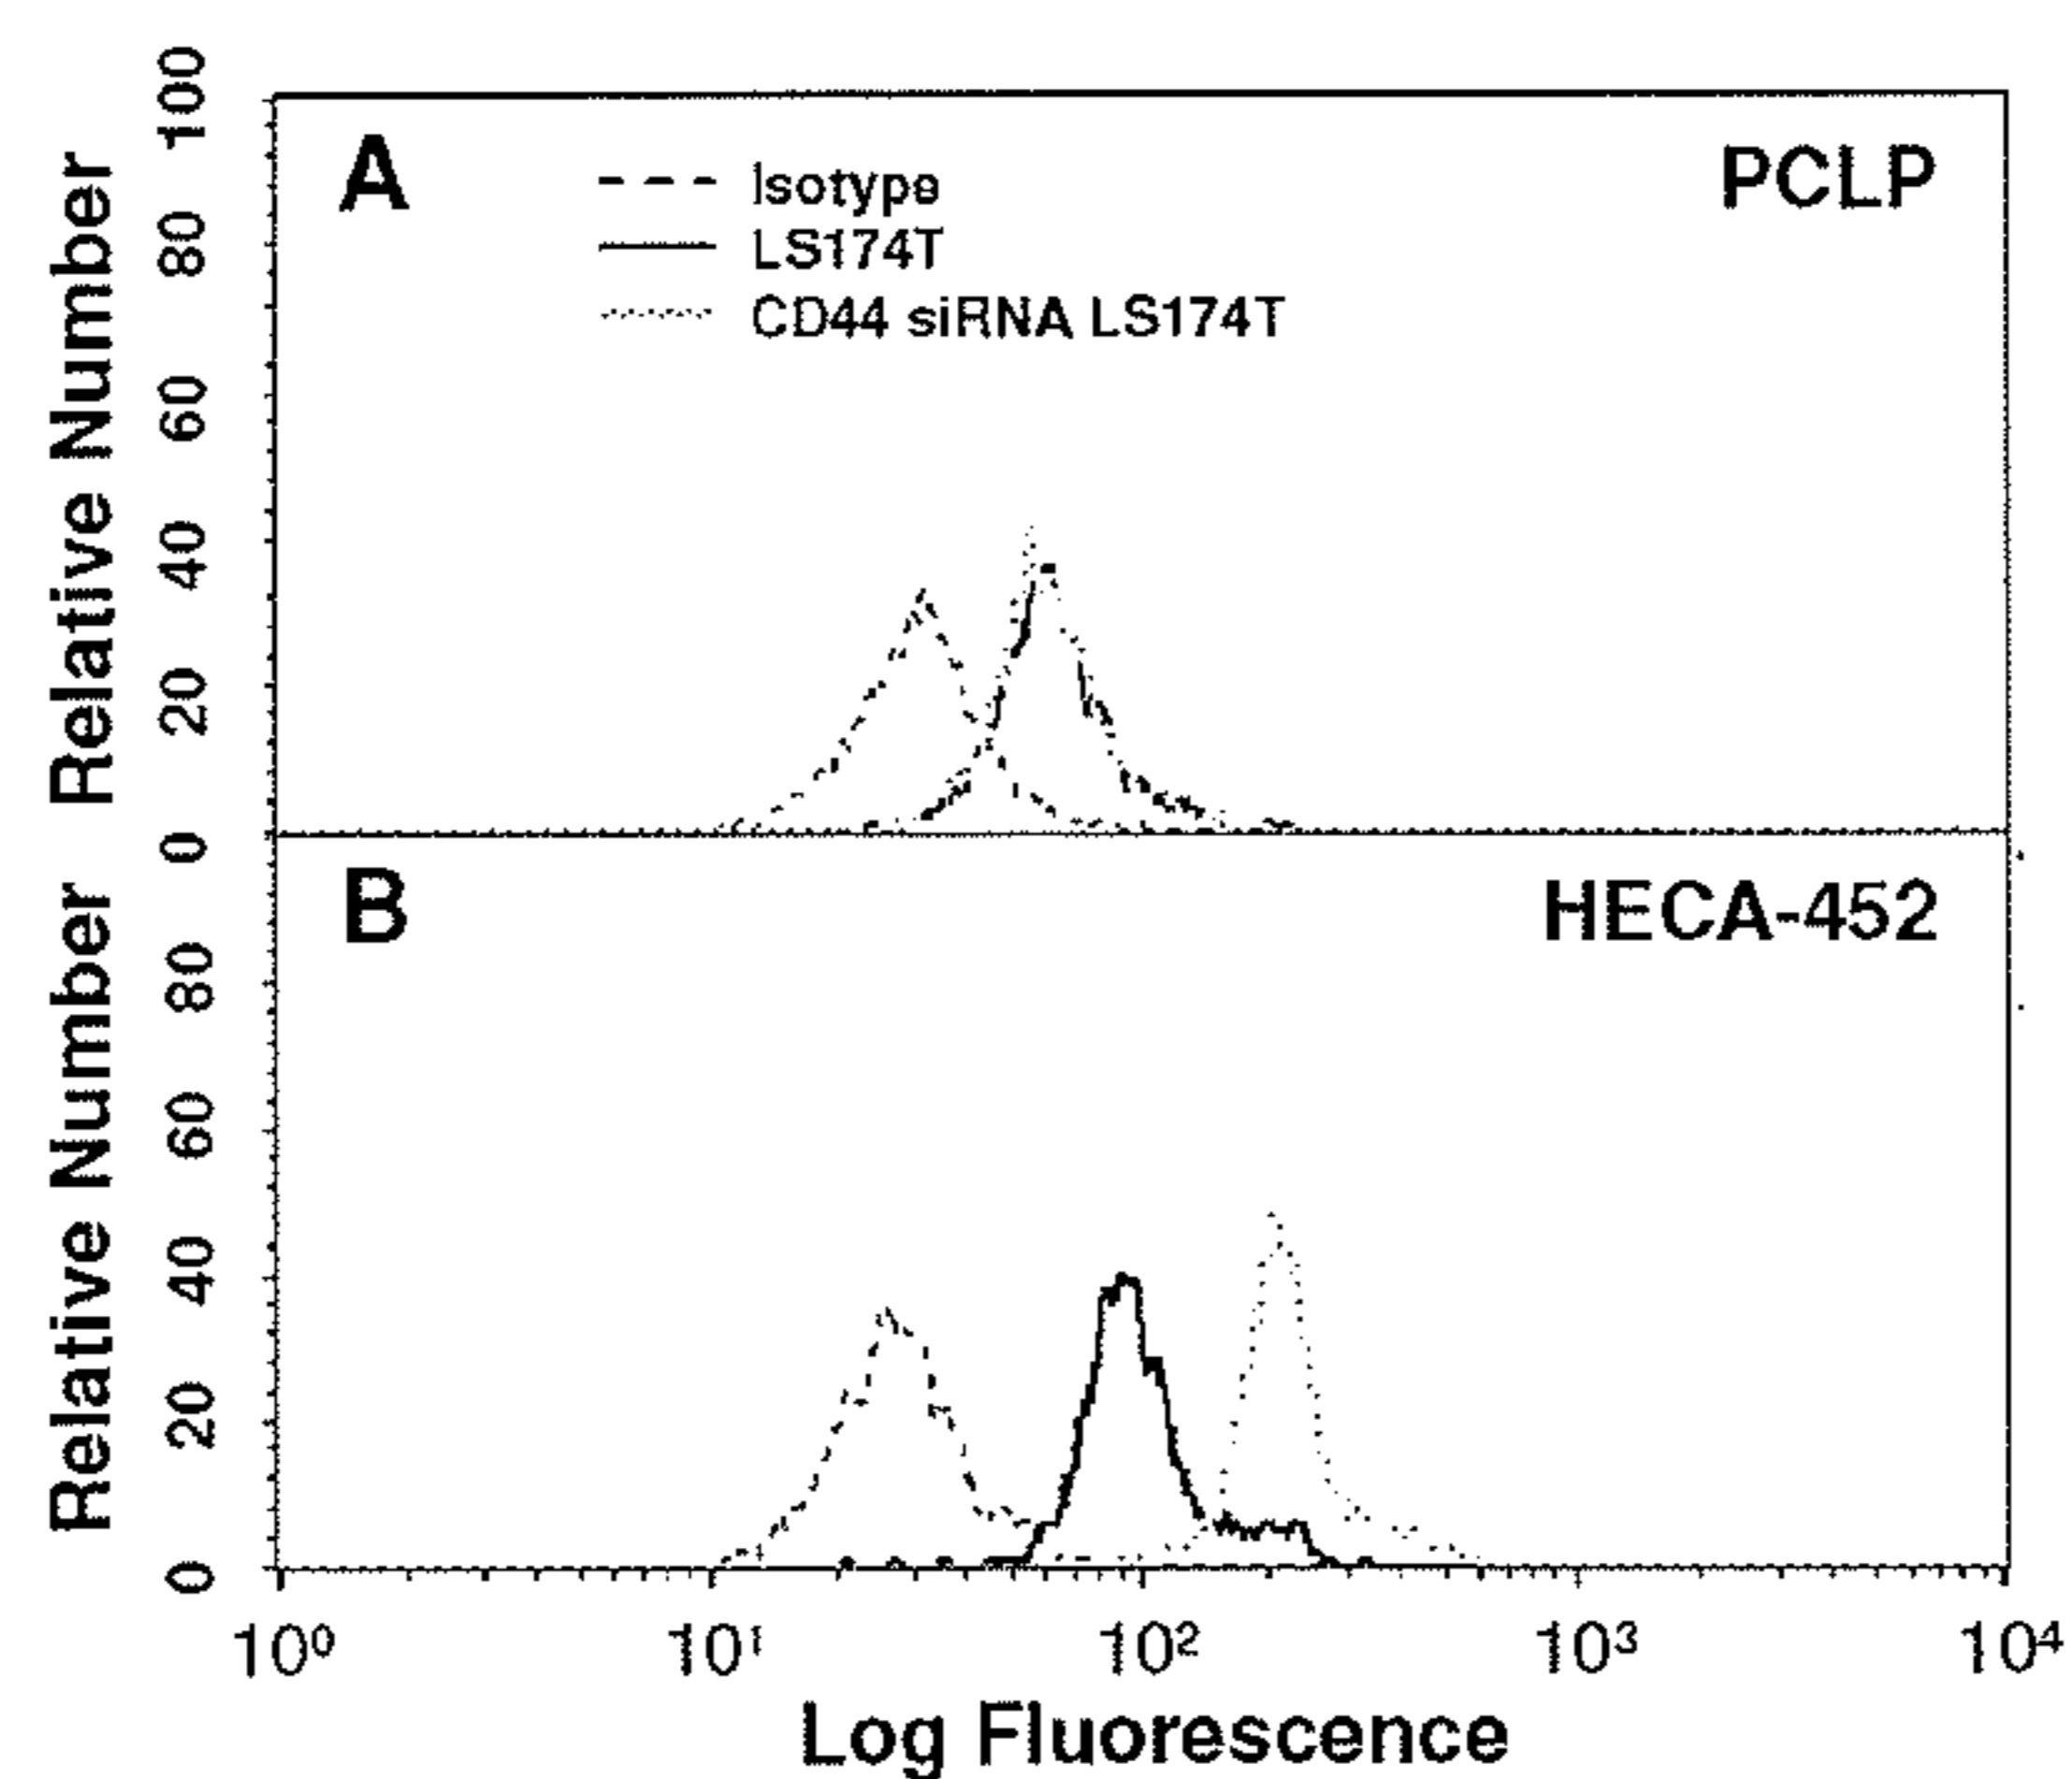 A
PCLP
Isotype
LS174T
CD44 siRNA LS174T
Relative Number
100
80
60
40
20
0
B
HECA-452
Relative Number
80
60
40
20
0
10⁰ 10¹ 10² 10³ 10⁴
Log Fluorescence